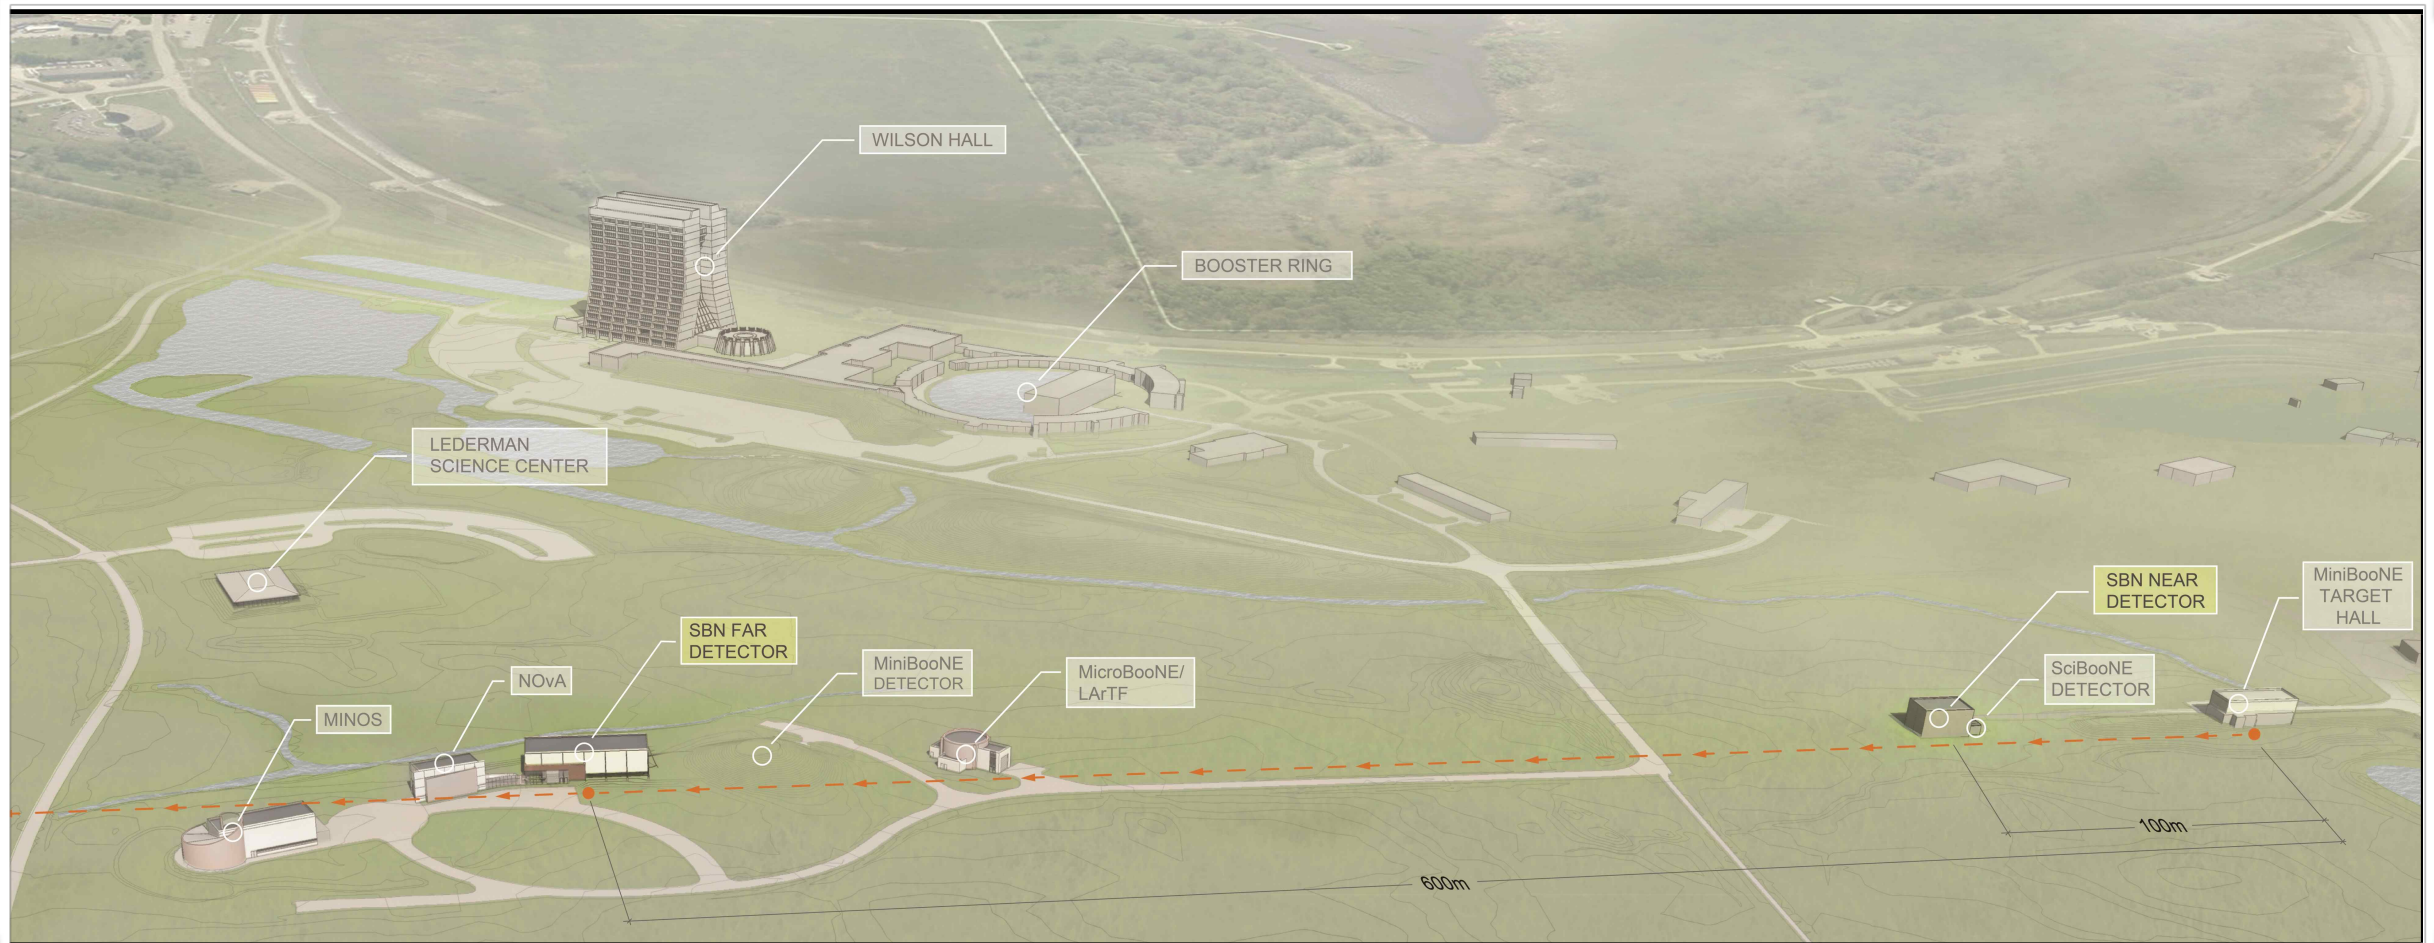 WILSON HALL
BOOSTER RING
LEDERMAN
SCIENCE CENTER
SBN NEAR
DETECTOR
MiniBooNE
TARGET
HALL
SBN FAR
DETECTOR
MiniBooNE
DETECTOR
MicroBooNE/
LArTF
SciBooNE
DETECTOR
NOvA
MINOS
100m
600m